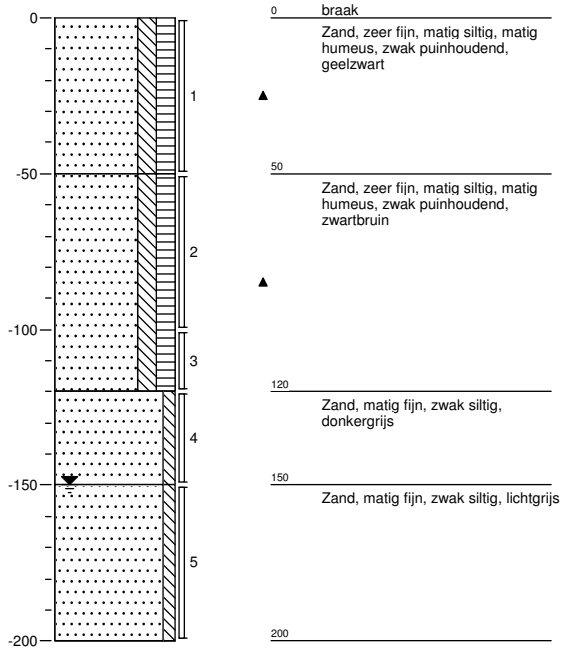 0
1
-50
2
-100
3
4
-150
5
-200
0
braak
Zand, zeer fijn, matig siltig, matig
humeus, zwak puinhoudend,
geelzwart
50
Zand, zeer fijn, matig siltig, matig
humeus, zwak puinhoudend,
zwartbruin
120
Zand, matig fijn, zwak siltig,
donkergrijs
150
Zand, matig fijn, zwak siltig, lichtgrijs
200